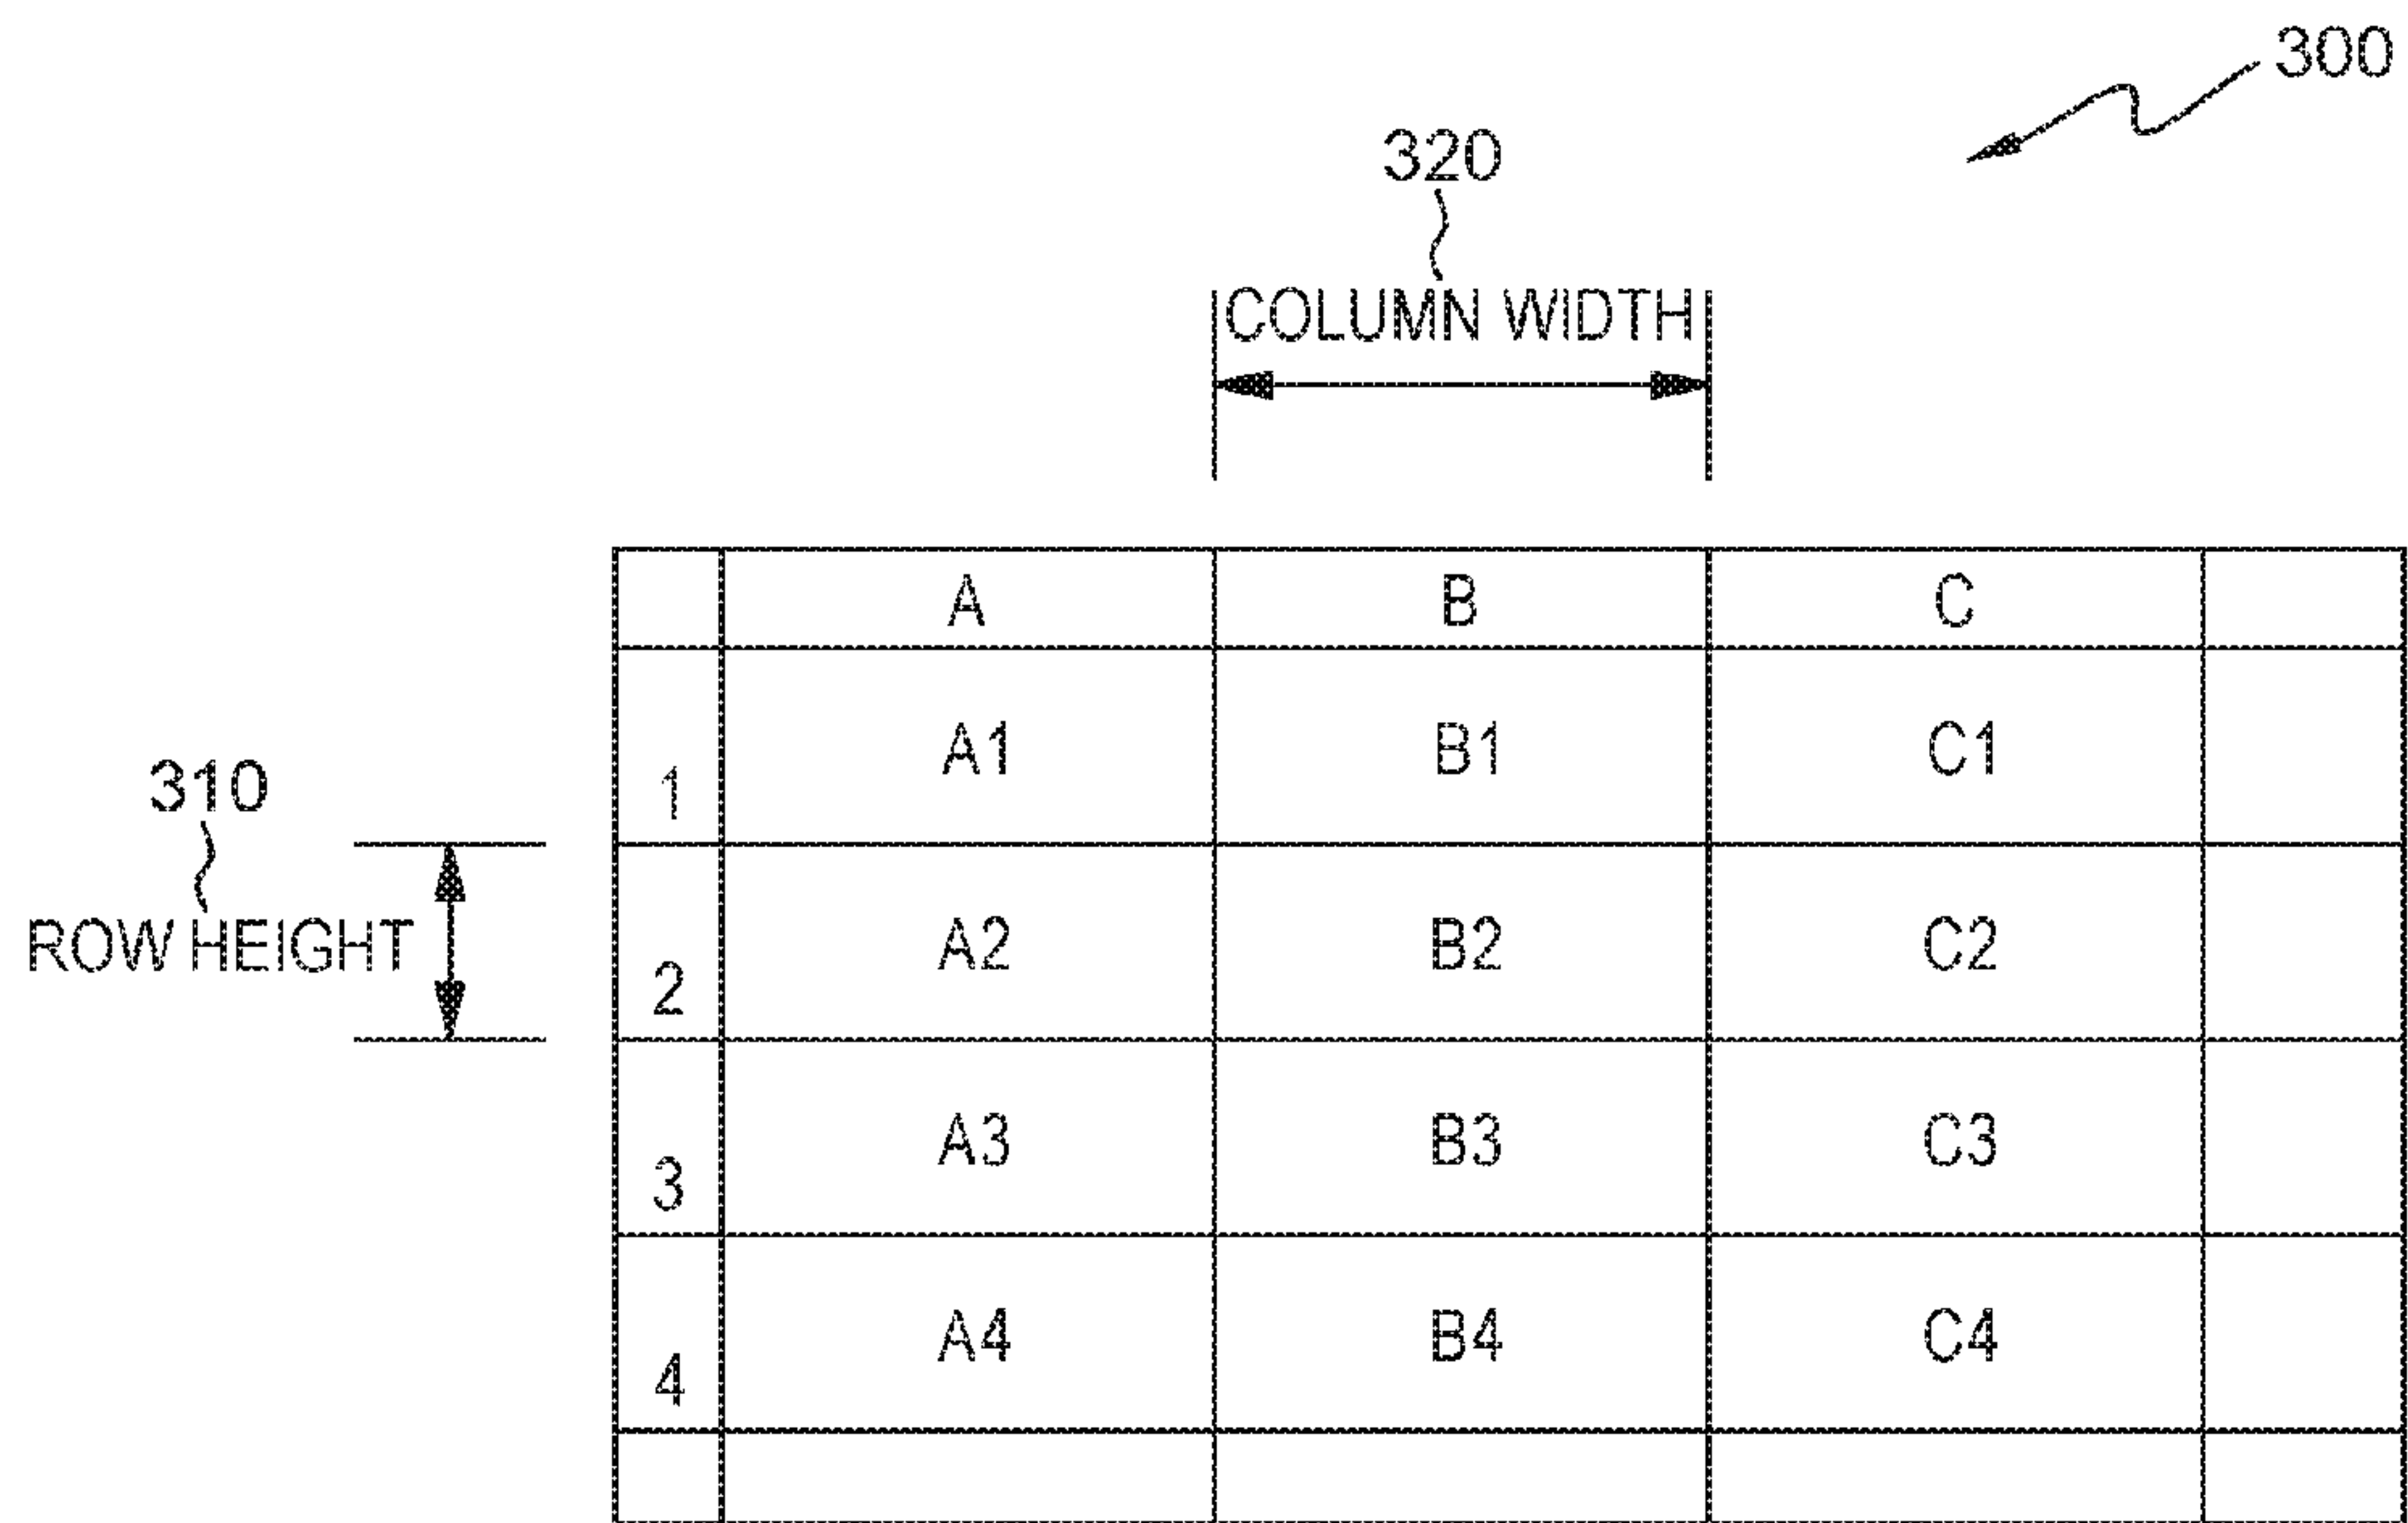 300
320
COLUMN WIDTH
A B C
A1 B1 C1
1
310
ROW HEIGHT
A2 B2 C2
2
A3 B3 C3
3
A4 B4 C4
4